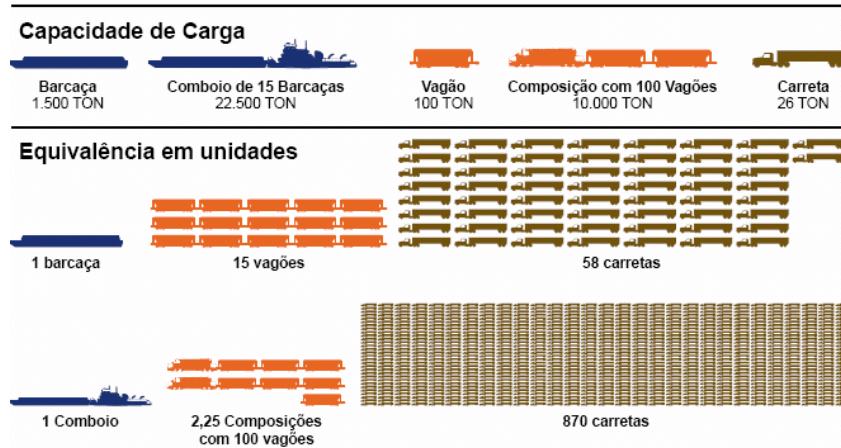 Capacidade de Carga
Barcaça
1.500 TON
Comboio de 15 Barcaças
22.500 TON
Vagão
100 TON
Composição com 100 Vagões
10.000 TON
Carreta
26 TON
Equivalência em unidades
1 barcaça
15 vagões
58 carretas
1 Comboio
2,25 Composições
com 100 vagões
870 carretas